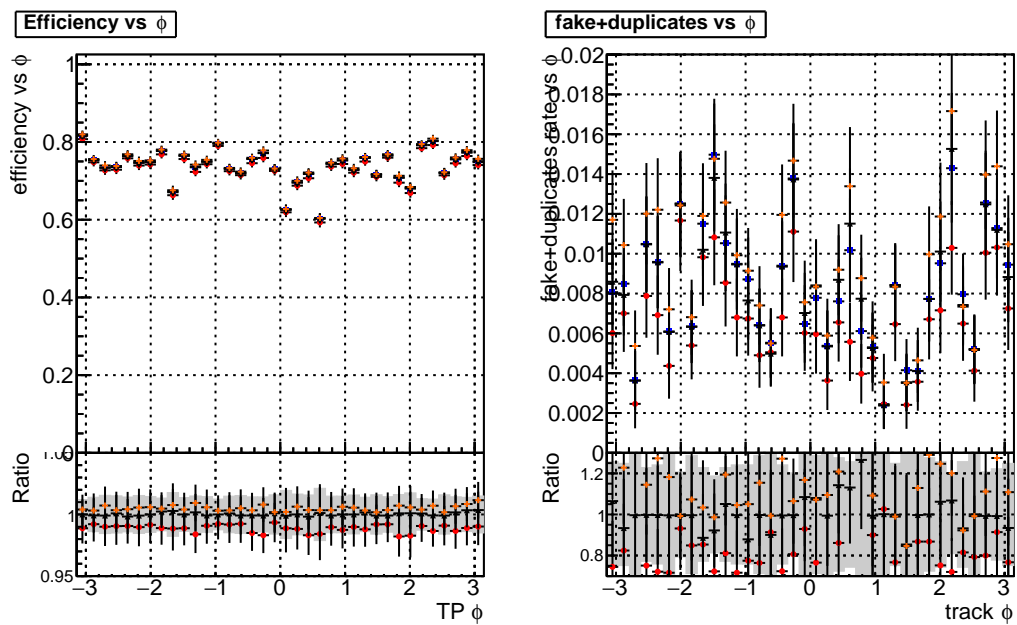 Efficiency vs ϕ
efficiency vs ϕ
1
0.8
0.6
0.4
0.2
0
Ratio
1
0.95
−3 −2 −1 0 1 2 3
TP ϕ
fake+duplicates vs ϕ
fake+duplicates rate vs ϕ
0.02
0.018
0.016
0.014
0.012
0.01
0.008
0.006
0.004
0.002
0
Ratio
1.2
1
0.8
−3 −2 −1 0 1 2 3
track ϕ